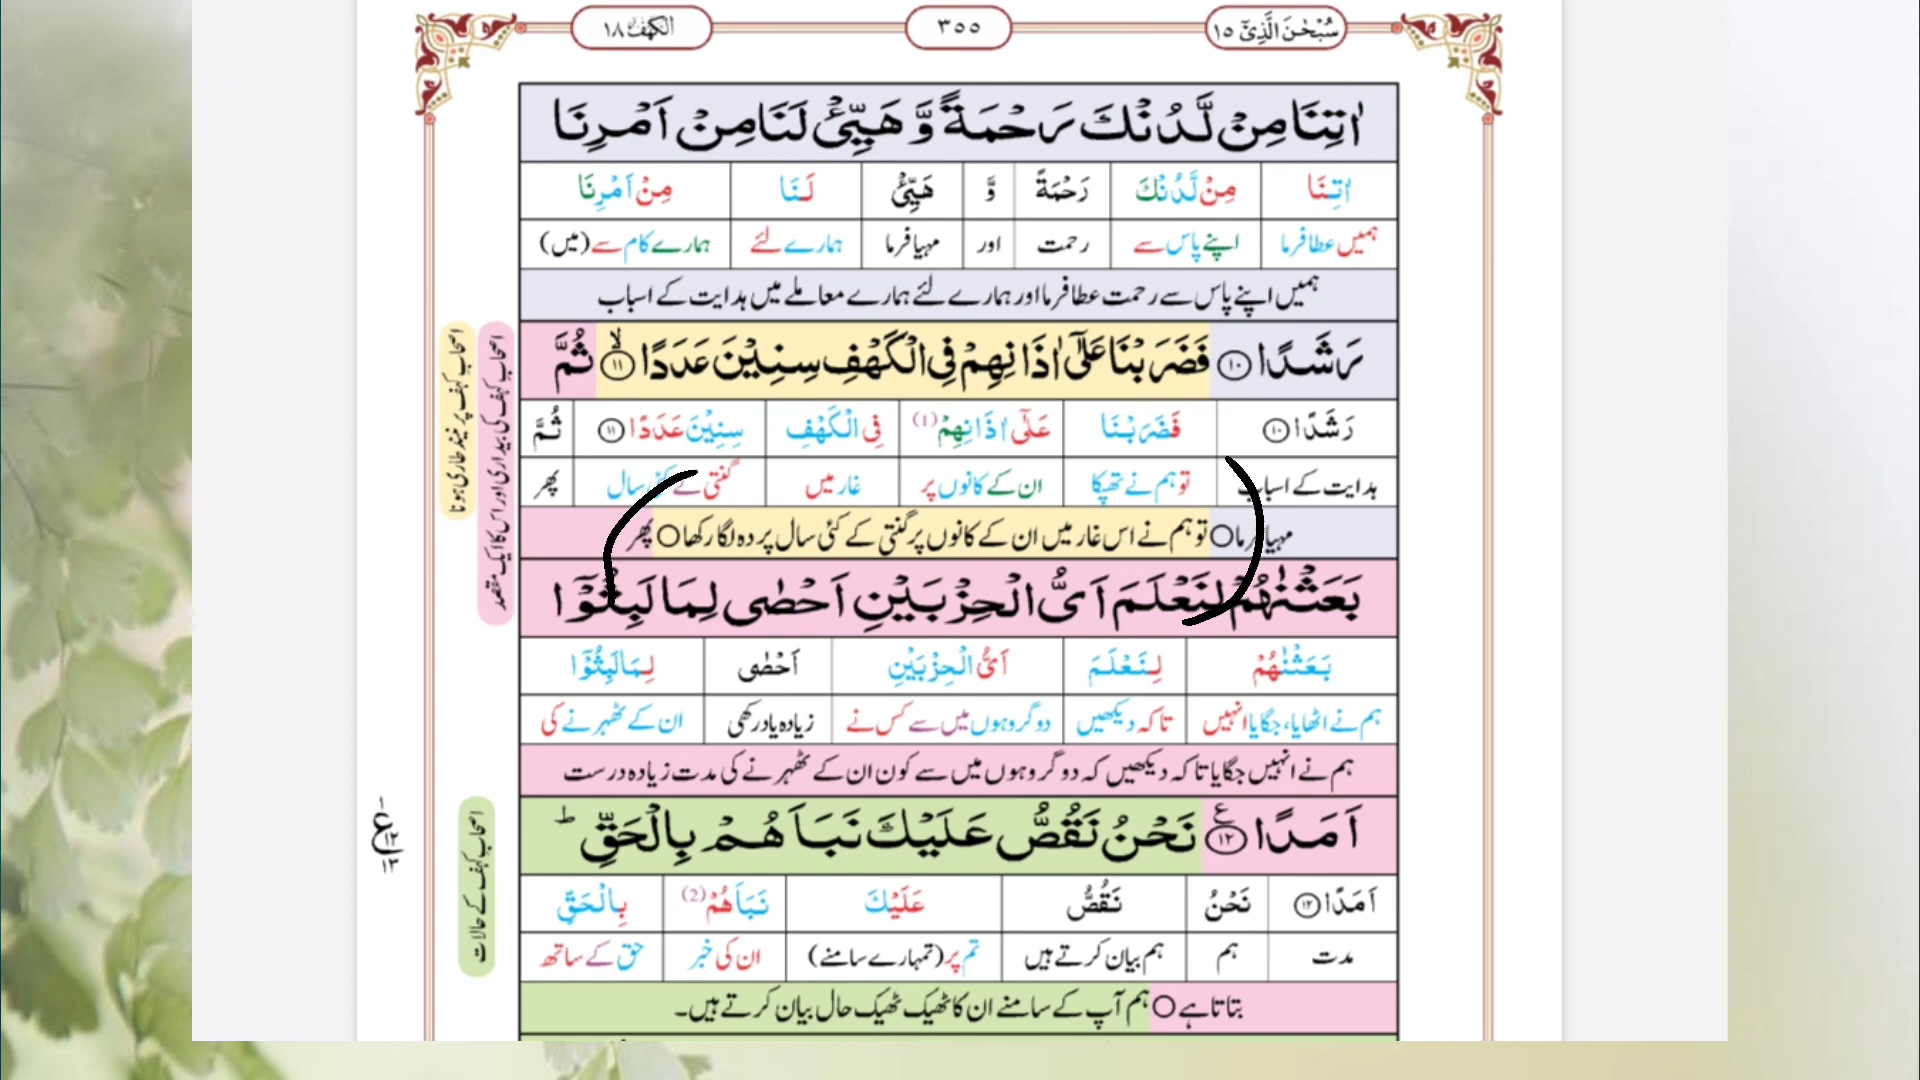 سُبْحٰنَ الَّذِیْۤ ١٥
٣٥٥
اَلْكَهْف ١٨
اٰتِنَا مِنْ لَّدُنْكَ رَحْمَةً وَّ هَیِّئْ لَنَا مِنْ اَمْرِنَا
اٰتِنَا مِنْ لَّدُنْكَ رَحْمَةً وَّ هَیِّئْ لَنَا مِنْ اَمْرِنَا
ہمیں عطا فرما اپنے پاس سے رحمت اور مہیا فرما ہمارے لئے ہمارے کام سے (میں)
ہمیں اپنے پاس سے رحمت عطا فرما اور ہمارے لئے ہمارے معاملے میں ہدایت کے اسباب
رَشَدًا ١٠ فَضَرَبْنَا عَلٰۤى اٰذَانِهِمْ فِی الْكَهْفِ سِنِیْنَ عَدَدًا ١١ ثُمَّ
رَشَدًا ١٠ فَضَرَبْنَا عَلٰۤى اٰذَانِهِمْ (1) فِی الْكَهْفِ سِنِیْنَ عَدَدًا ١١ ثُمَّ
ہدایت کے اسباب تو ہم نے تھپکا ان کے کانوں پر غار میں گنتی کے کئی سال پھر
مہیا فرما ○ تو ہم نے اس غار میں ان کے کانوں پر گنتی کے کئی سال پردہ لگا رکھا ○ پھر
بَعَثْنٰهُمْ لِنَعْلَمَ اَیُّ الْحِزْبَیْنِ اَحْصٰى لِمَا لَبِثُوْۤا
بَعَثْنٰهُمْ لِنَعْلَمَ اَیُّ الْحِزْبَیْنِ اَحْصٰى لِمَا لَبِثُوْۤا
ہم نے اٹھایا، جگایا انہیں تاکہ دیکھیں دو گروہوں میں سے کس نے زیادہ یاد رکھی ان کے ٹھہرنے کی
ہم نے انہیں جگایا تاکہ دیکھیں کہ دو گروہوں میں سے کون ان کے ٹھہرنے کی مدت زیادہ درست
اَمَدًا ١٢ ع نَحْنُ نَقُصُّ عَلَیْكَ نَبَاَهُمْ بِالْحَقِّ ط
اَمَدًا ١٢ نَحْنُ نَقُصُّ عَلَیْكَ نَبَاَهُمْ (2) بِالْحَقِّ
مدت ہم ہم بیان کرتے ہیں تم پر (تمہارے سامنے) ان کی خبر حق کے ساتھ
بتاتا ہے ○ ہم آپ کے سامنے ان کا ٹھیک ٹھیک حال بیان کرتے ہیں۔
اصحابِ کہف پر نیند طاری ہونا
اصحابِ کہف کی بیداری اور اس کا ایک مقصد
اصحابِ کہف کے حالات
١
ع ١٢
١٣